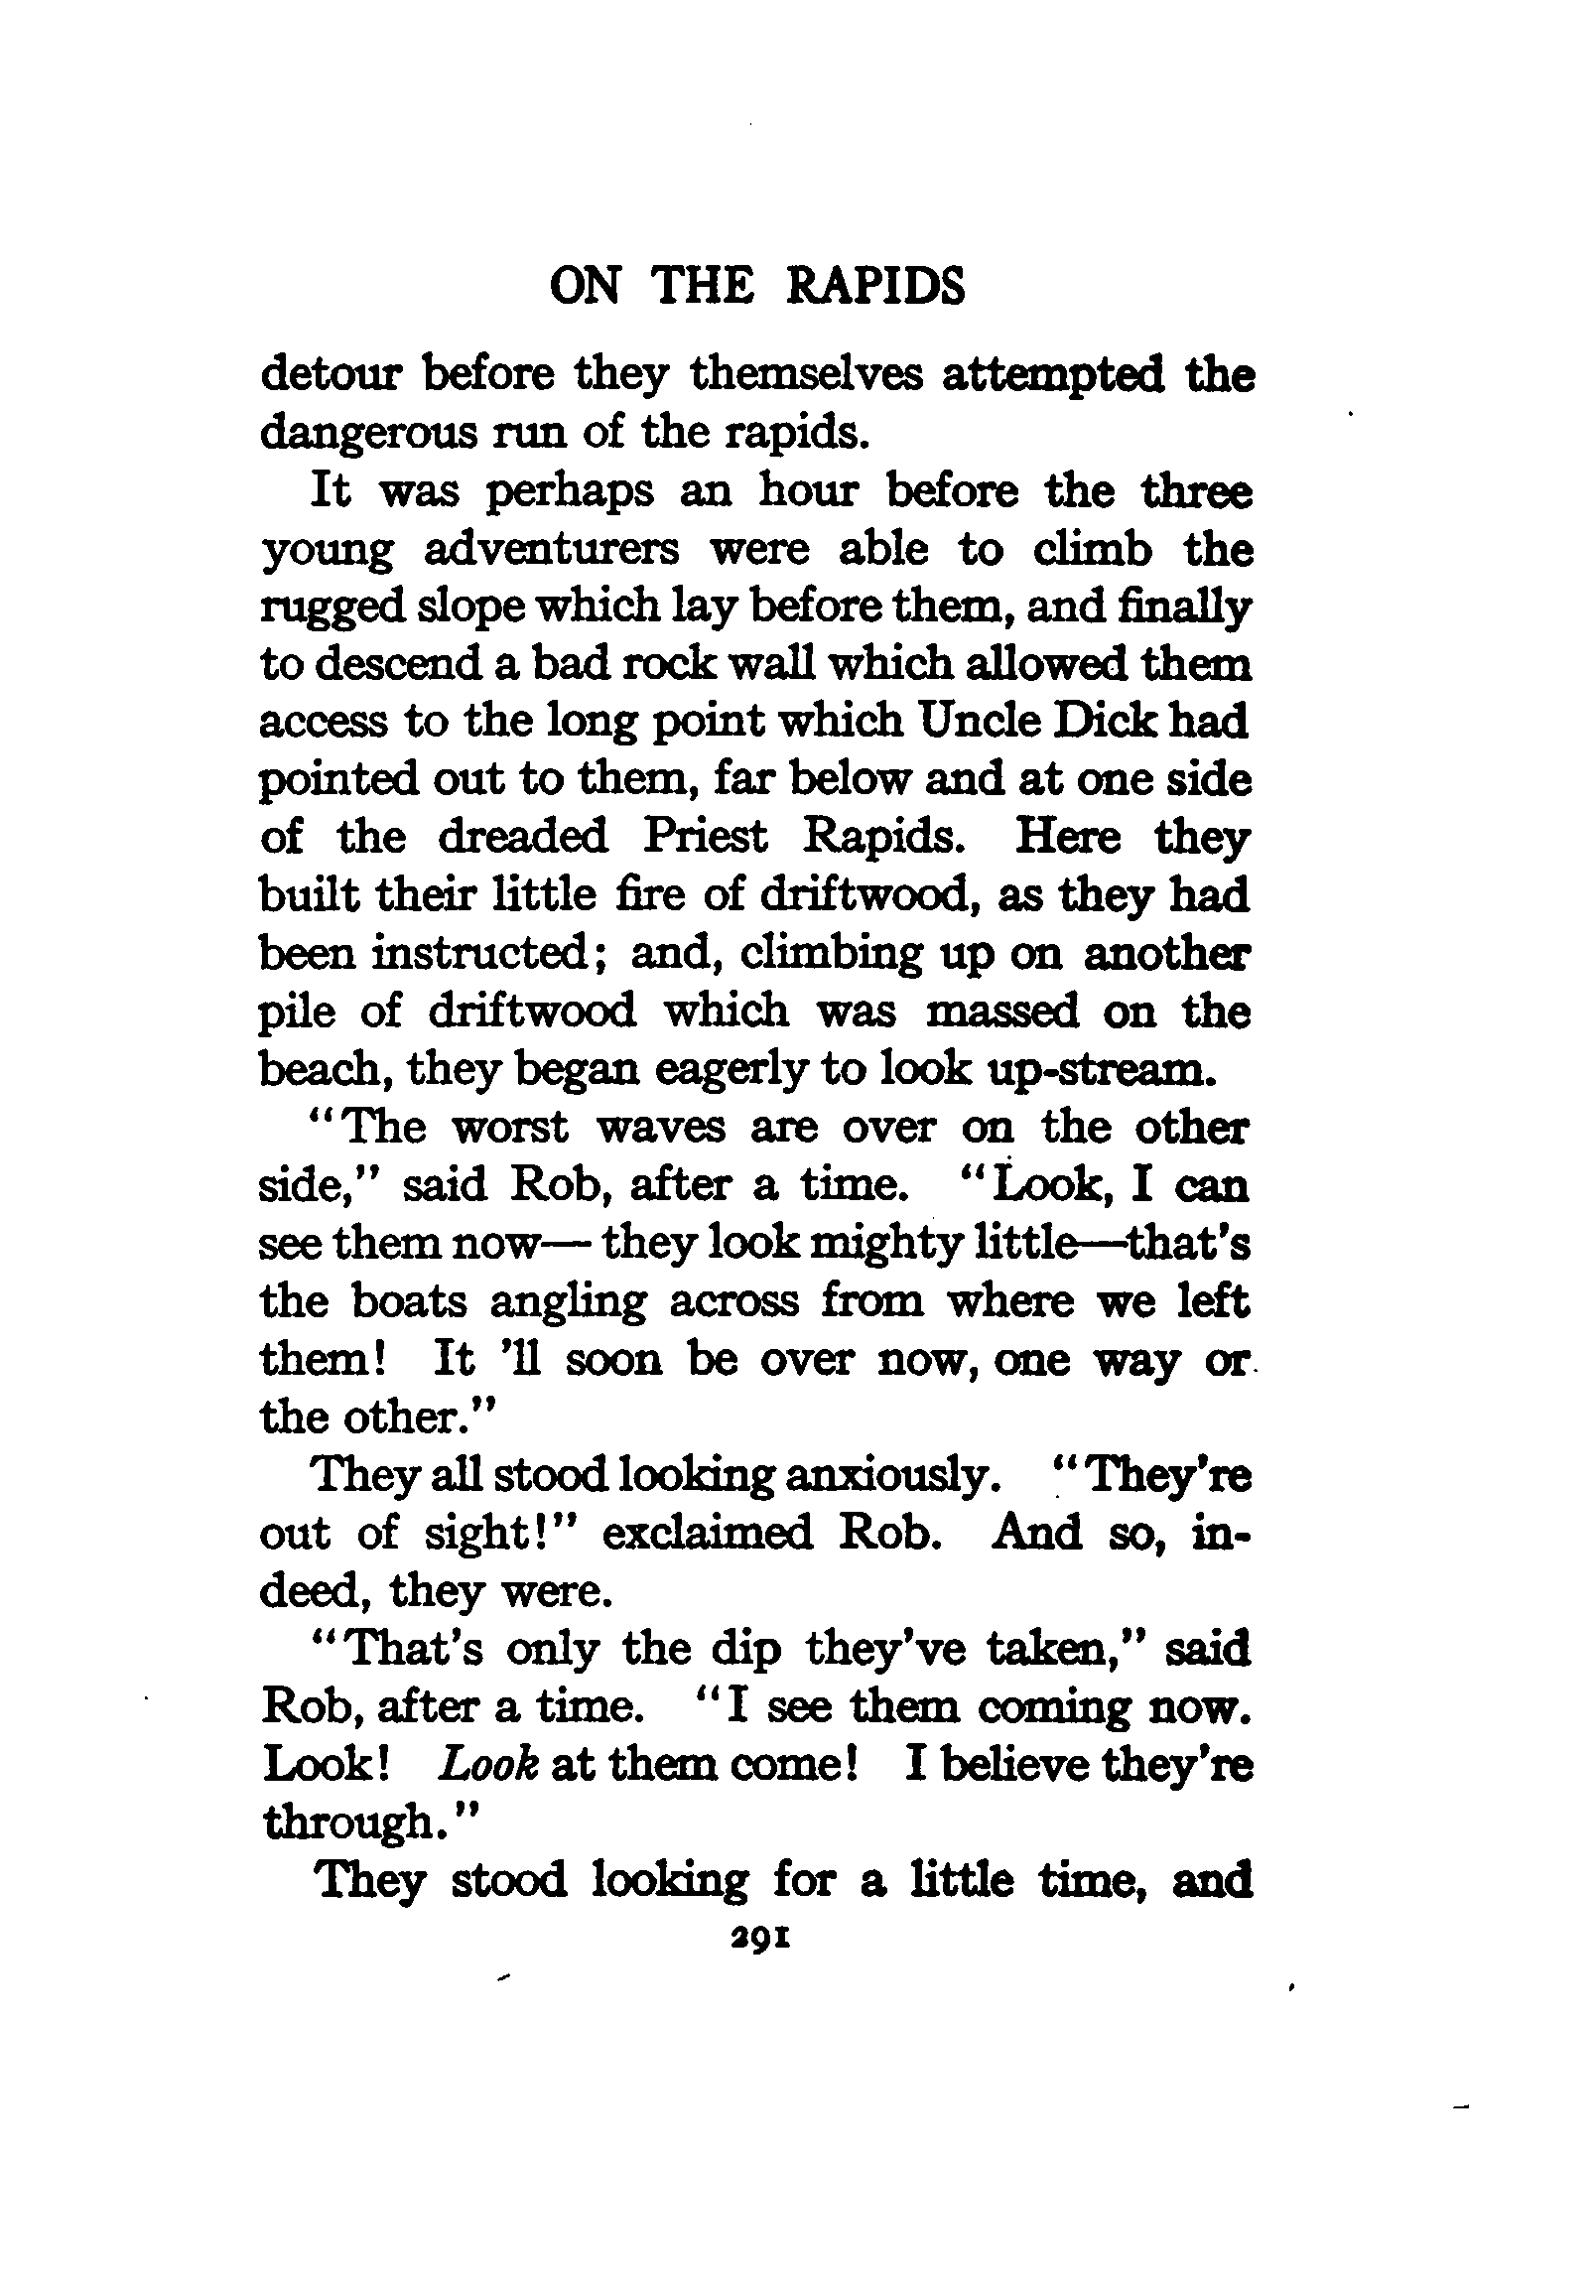 ON THE RAPIDS
detour before they themselves attempted the
dangerous run of the rapids.
It was perhaps an hour before the three
young adventurers were able to climb the
rugged slope which lay before them, and finally
to descend a bad rock wall which allowed them
access to the long point which Uncle Dick had
pointed out to them, far below and at one side
of the dreaded Priest Rapids. Here they
built their little fire of driftwood, as they had
been instructed; and, climbing up on another
pile of driftwood which was massed on the
beach, they began eagerly to look up-stream.
"The worst waves are over on the other
side," said Rob, after a time. "Look, I can
see them now— they look mighty little—that's
the boats angling across from where we left
them! It 'll soon be over now, one way or
the other."
They all stood looking anxiously. "They're
out of sight!" exclaimed Rob. And so, in-
deed, they were.
"That's only the dip they've taken," said
Rob, after a time. "I see them coming now.
Look! Look at them come! I believe they're
through."
They stood looking for a little time, and
291